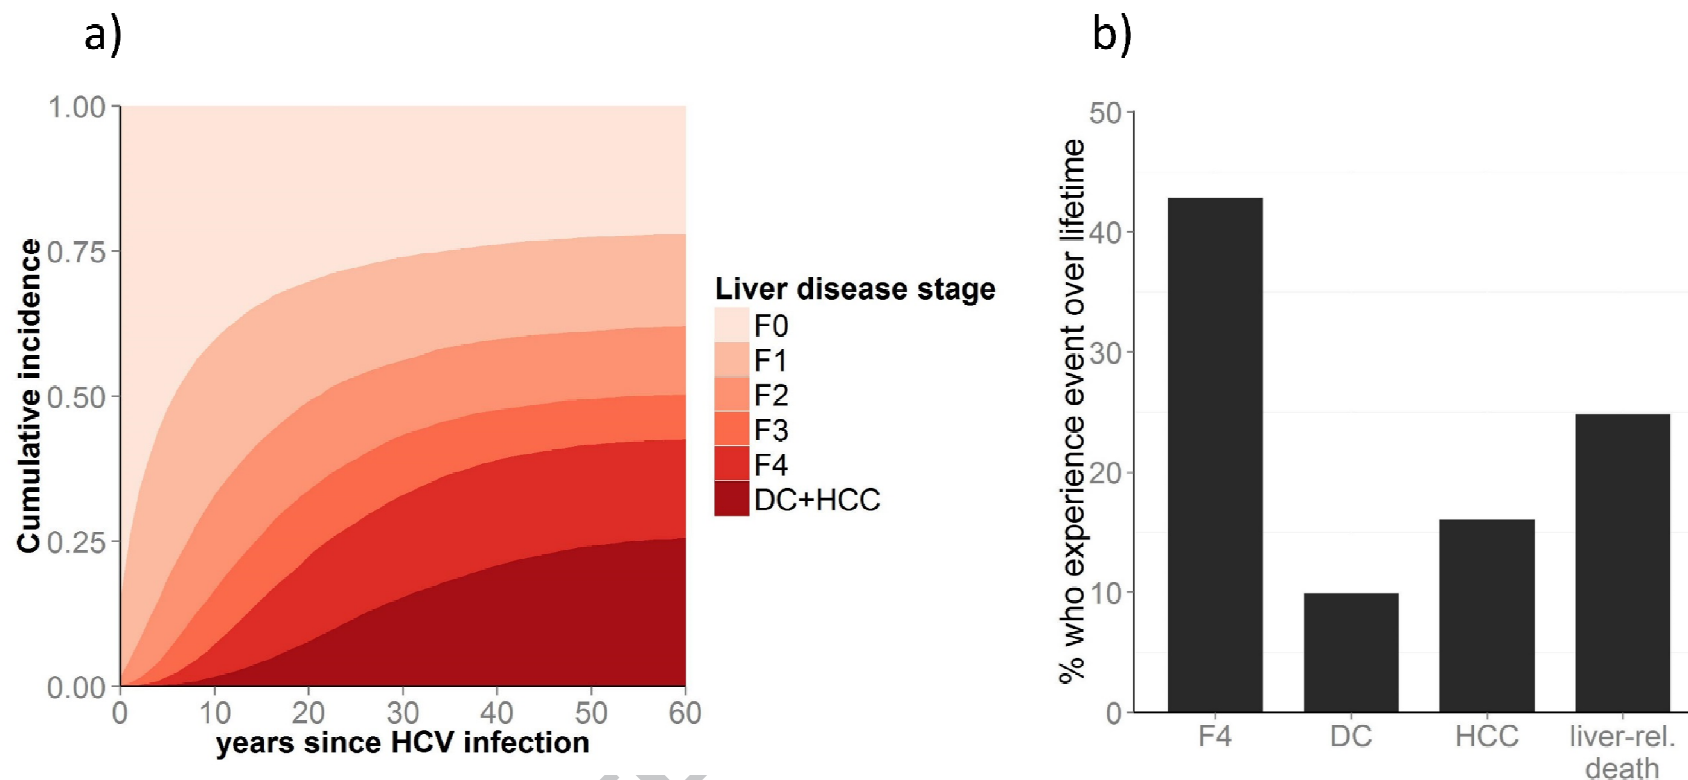 a)
Cumulative incidence
1.00
0.75
0.50
0.25
0.00
0 10 20 30 40 50 60
years since HCV infection
Liver disease stage
F0
F1
F2
F3
F4
DC+HCC
b)
% who experience event over lifetime
50
40
30
20
10
0
F4 DC HCC liver-rel.
death